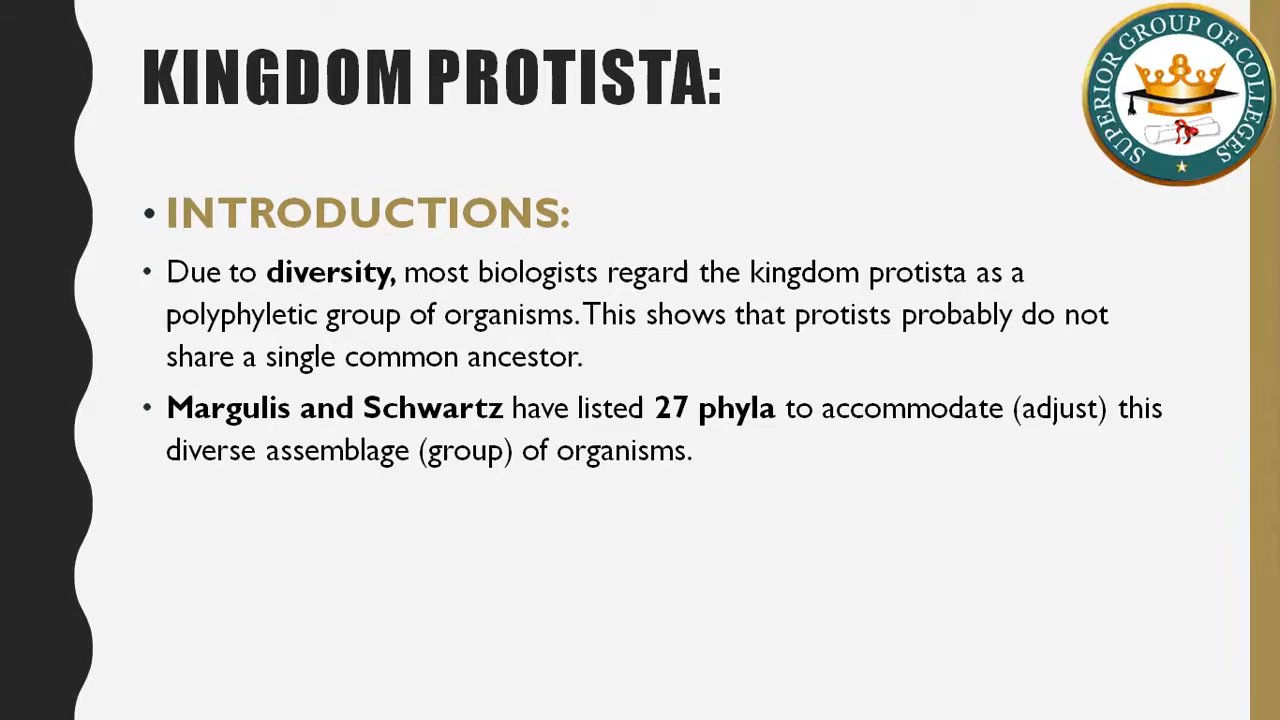 KINGDOM PROTISTA:
SUPERIOR GROUP OF COLLEGES
• INTRODUCTIONS:
• Due to diversity, most biologists regard the kingdom protista as a
polyphyletic group of organisms. This shows that protists probably do not
share a single common ancestor.
• Margulis and Schwartz have listed 27 phyla to accommodate (adjust) this
diverse assemblage (group) of organisms.